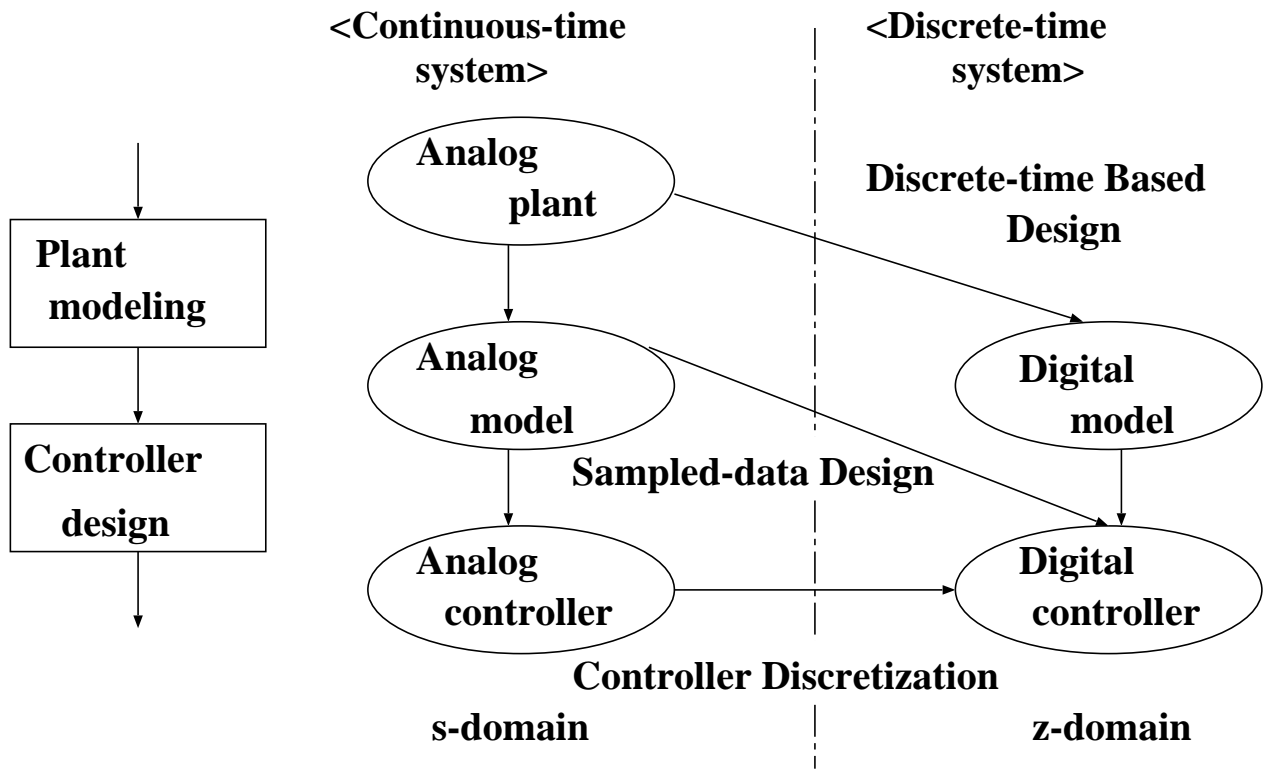 <Continuous-time
system>
<Discrete-time
system>
Plant
modeling
Controller
design
Analog
plant
Discrete-time Based
Design
Analog
model
Digital
model
Sampled-data Design
Analog
controller
Digital
controller
Controller Discretization
s-domain
z-domain